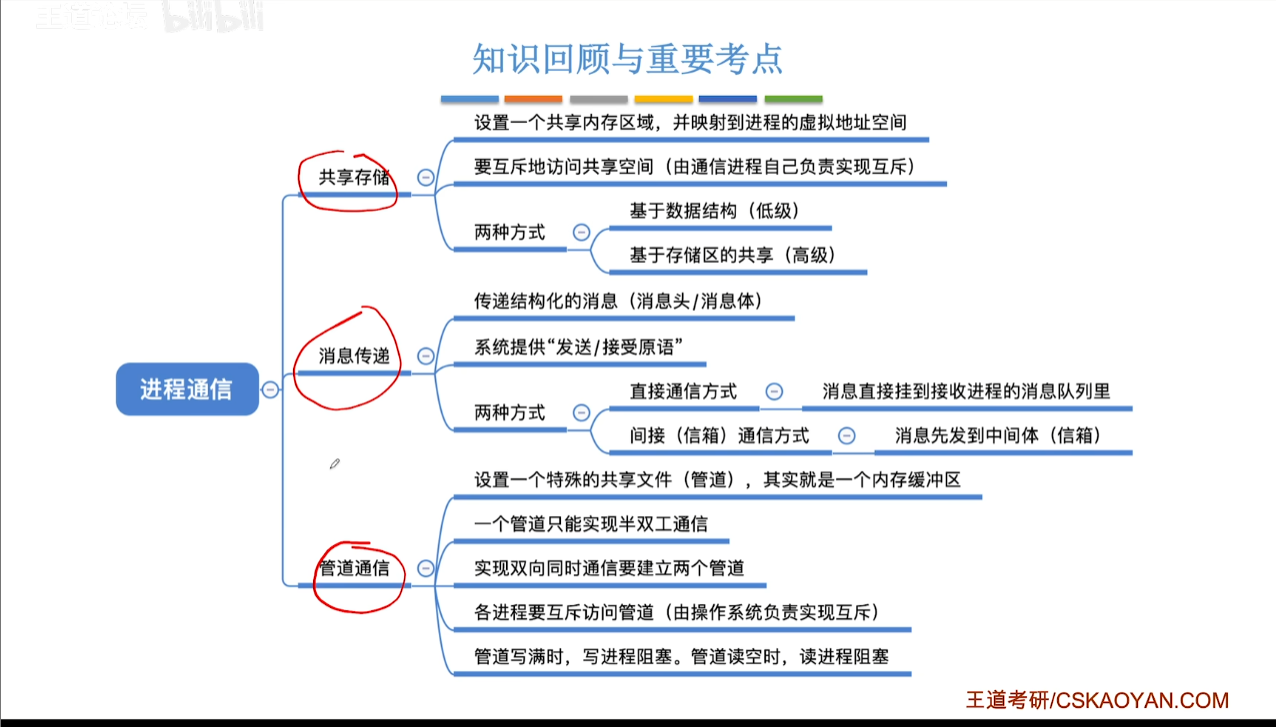 王道论坛 bilibili
知识回顾与重要考点
设置一个共享内存区域，并映射到进程的虚拟地址空间
要互斥地访问共享空间（由通信进程自己负责实现互斥）
共享存储
基于数据结构（低级）
两种方式
基于存储区的共享（高级）
传递结构化的消息（消息头/消息体）
系统提供“发送/接受原语”
消息传递
直接通信方式
消息直接挂到接收进程的消息队列里
两种方式
间接（信箱）通信方式
消息先发到中间体（信箱）
进程通信
设置一个特殊的共享文件（管道），其实就是一个内存缓冲区
一个管道只能实现半双工通信
管道通信
实现双向同时通信要建立两个管道
各进程要互斥访问管道（由操作系统负责实现互斥）
管道写满时，写进程阻塞。管道读空时，读进程阻塞
王道考研/CSKAOYAN.COM